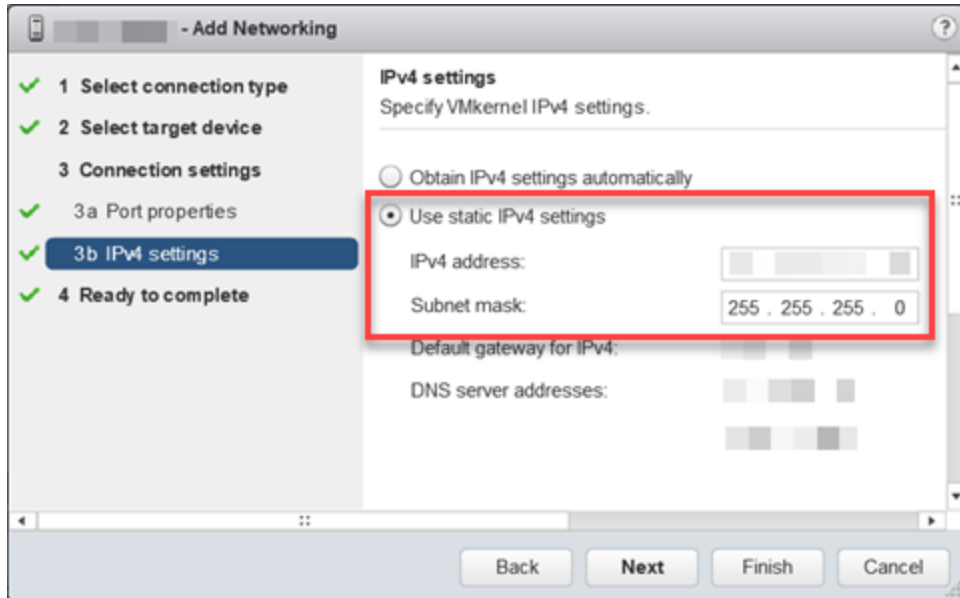 - Add Networking
?
1 Select connection type
2 Select target device
3 Connection settings
3a Port properties
3b IPv4 settings
4 Ready to complete
IPv4 settings
Specify VMkernel IPv4 settings.
Obtain IPv4 settings automatically
Use static IPv4 settings
IPv4 address:
Subnet mask: 255 . 255 . 255 . 0
Default gateway for IPv4:
DNS server addresses:
Back Next Finish Cancel